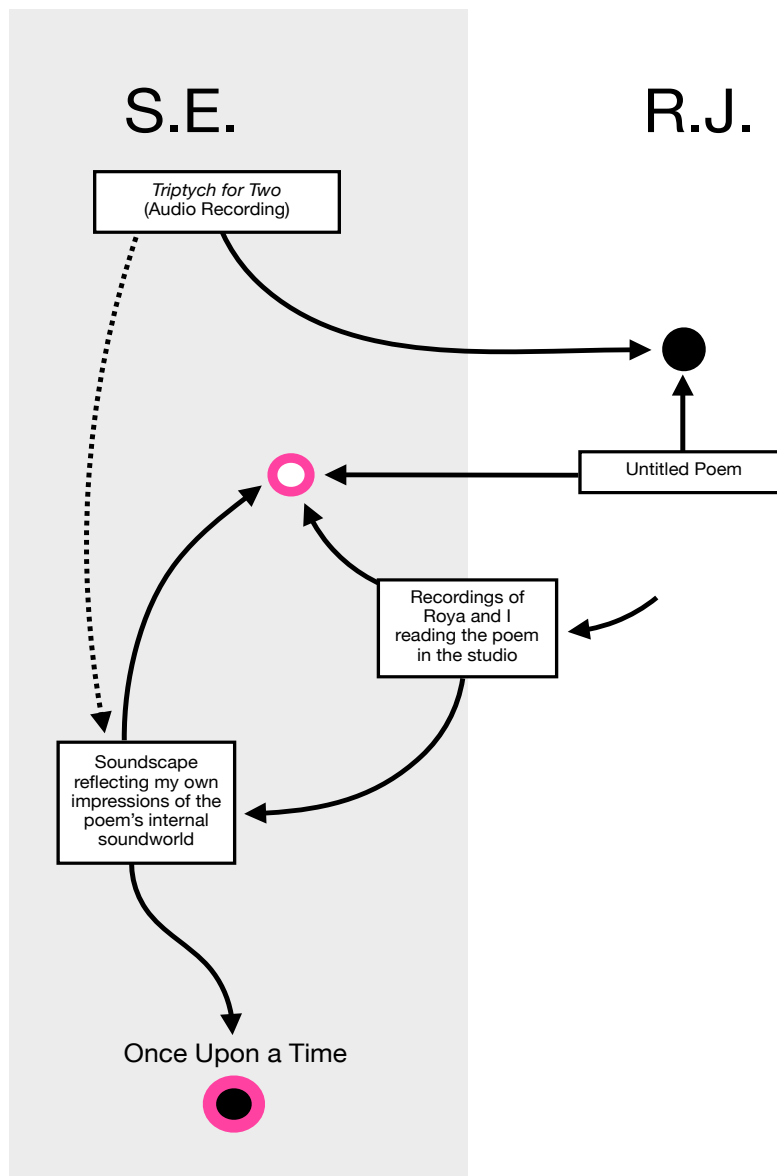 S.E.
R.J.
Triptych for Two
(Audio Recording)
Untitled Poem
Recordings of
Roya and I
reading the poem
in the studio
Soundscape
reflecting my own
impressions of the
poem’s internal
soundworld
Once Upon a Time